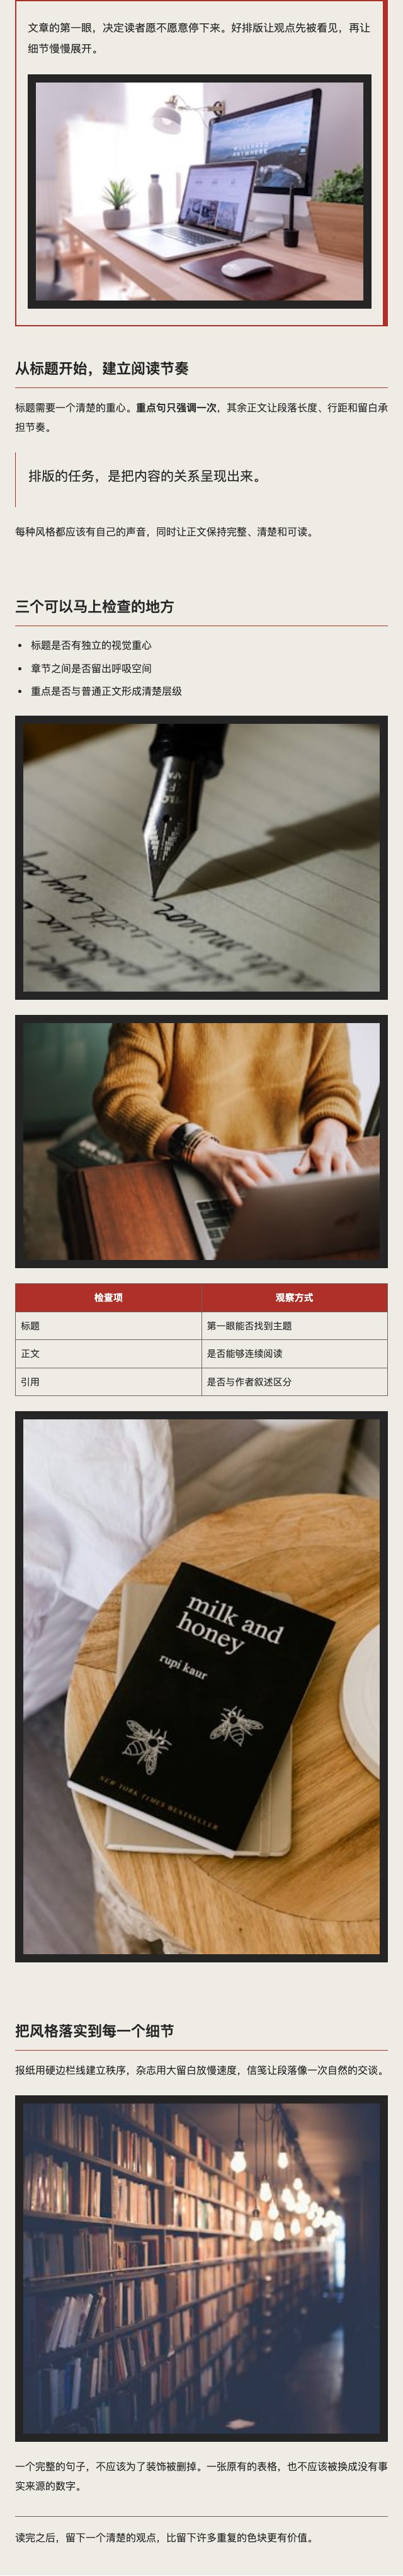 文章的第一眼，决定读者愿不愿意停下来。好排版让观点先被看见，再让
细节慢慢展开。
从标题开始，建立阅读节奏
标题需要一个清楚的重心。重点句只强调一次，其余正文让段落长度、行距和留白承
担节奏。
排版的任务，是把内容的关系呈现出来。
每种风格都应该有自己的声音，同时让正文保持完整、清楚和可读。
三个可以马上检查的地方
• 标题是否有独立的视觉重心
• 章节之间是否留出呼吸空间
• 重点是否与普通正文形成清楚层级
检查项 观察方式
标题 第一眼能否找到主题
正文 是否能够连续阅读
引用 是否与作者叙述区分
milk and
honey
rupi kaur
NEW YORK TIMES BESTSELLER
把风格落实到每一个细节
报纸用硬边栏线建立秩序，杂志用大留白放慢速度，信笺让段落像一次自然的交谈。
一个完整的句子，不应该为了装饰被删掉。一张原有的表格，也不应该被换成没有事
实来源的数字。
读完之后，留下一个清楚的观点，比留下许多重复的色块更有价值。